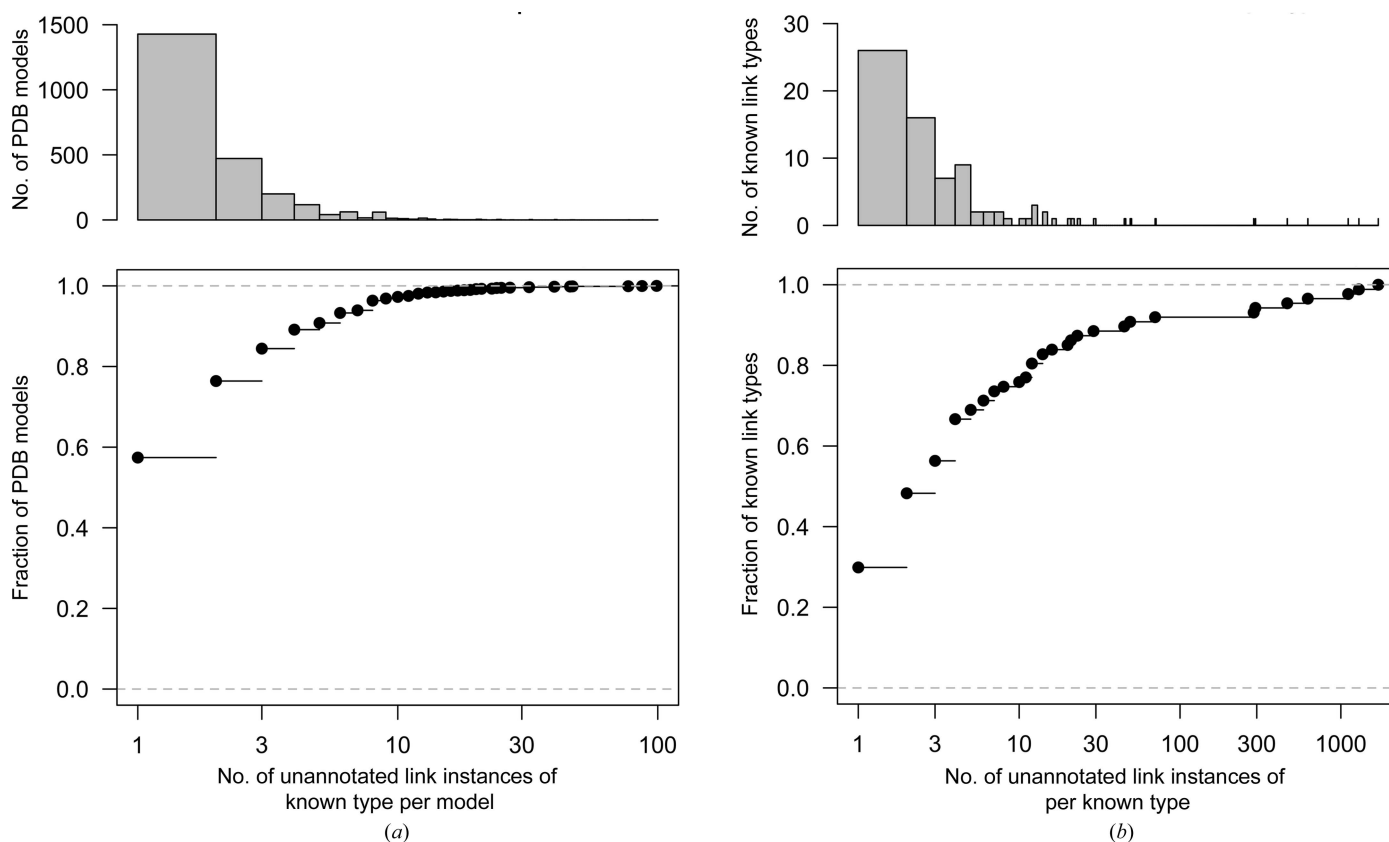 No. of PDB models
1500
1000
500
0
Fraction of PDB models
1.0
0.8
0.6
0.4
0.2
0.0
1 3 10 30 100
No. of unannotated link instances of
known type per model
(a)
No. of known link types
30
20
10
0
Fraction of known link types
1.0
0.8
0.6
0.4
0.2
0.0
1 3 10 30 100 300 1000
No. of unannotated link instances of
per known type
(b)